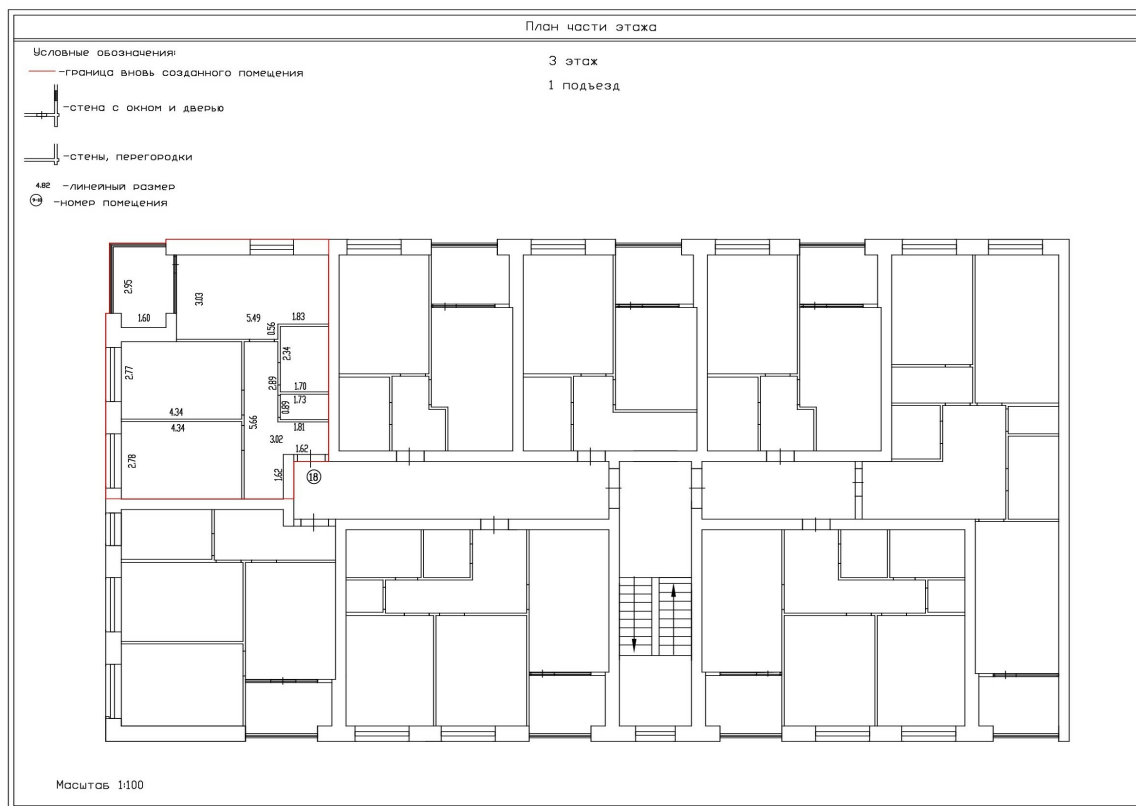 План части этажа
Условные обозначения:
3 этаж
-граница вновь созданного помещения
1 подъезд
-стена с окном и дверью
-стены, перегородки
4.82 -линейный размер
-номер помещения
2.95
3.03
1.60
5.49
0.56
1.83
2.34
2.77
2.89
1.70
1.73
0.89
4.34
4.34
5.66
1.81
3.02
1.62
2.78
1.62
18
Масштаб 1:100